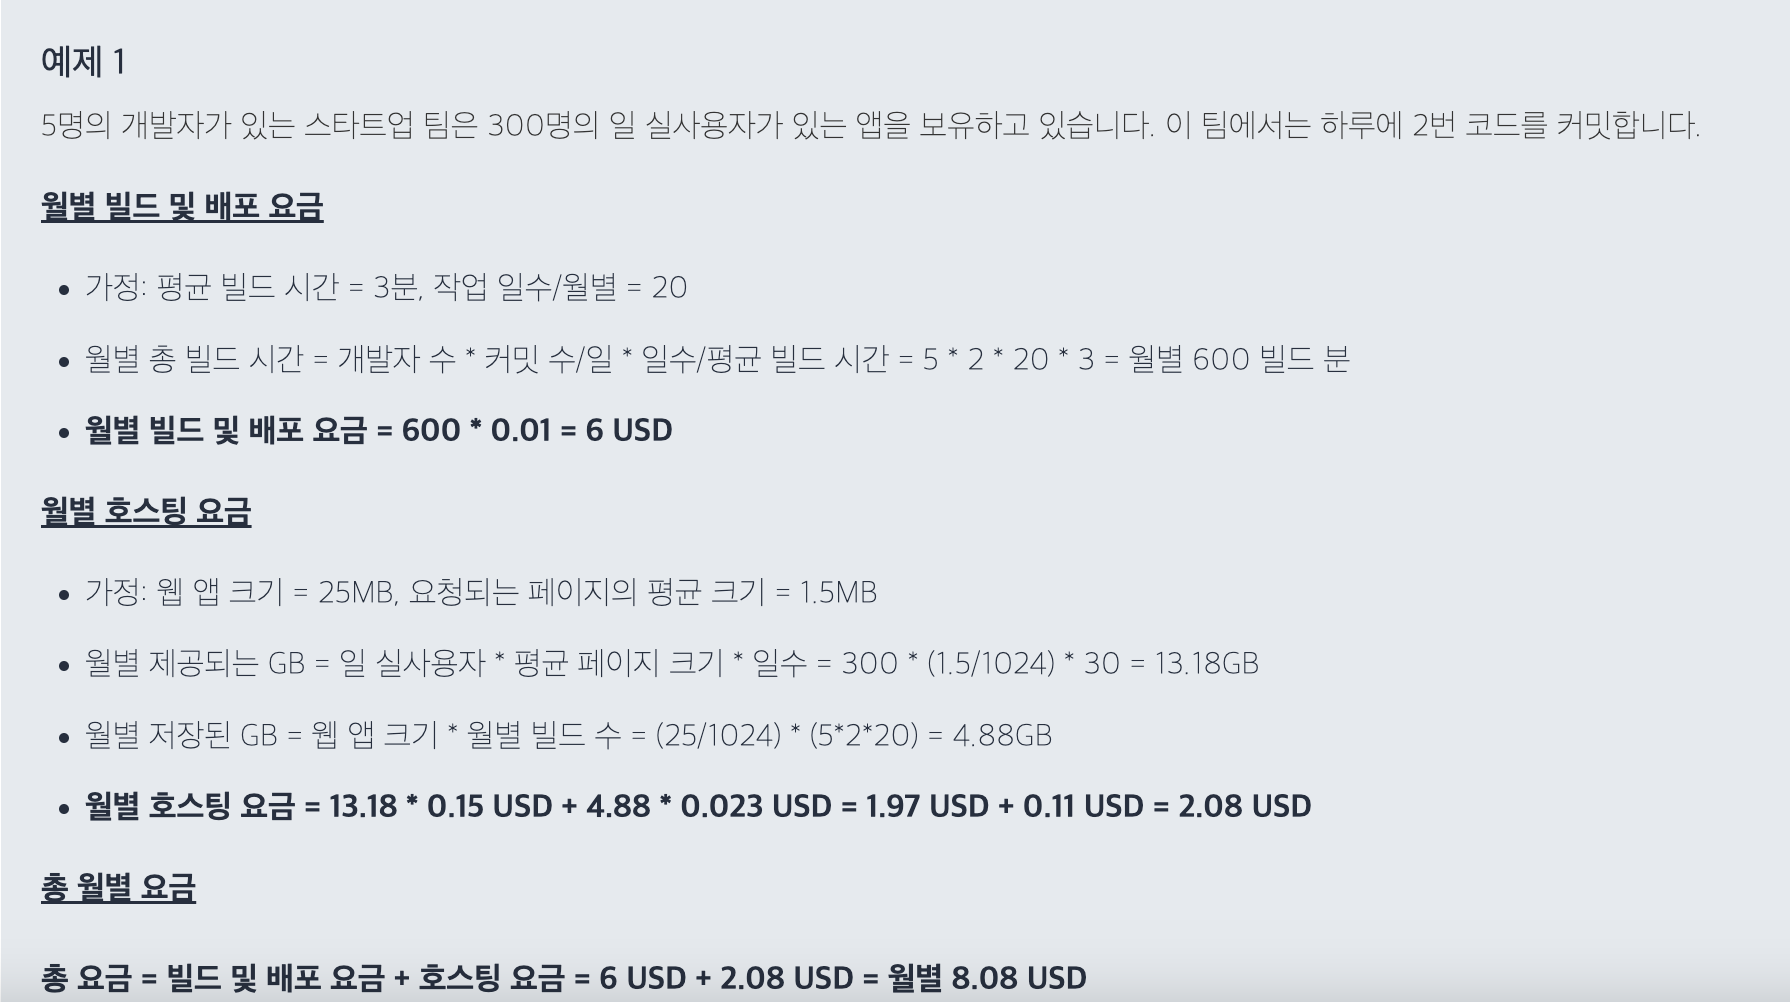 예제 1
5명의 개발자가 있는 스타트업 팀은 300명의 일 실사용자가 있는 앱을 보유하고 있습니다. 이 팀에서는 하루에 2번 코드를 커밋합니다.
월별 빌드 및 배포 요금
• 가정: 평균 빌드 시간 = 3분, 작업 일수/월별 = 20
• 월별 총 빌드 시간 = 개발자 수 * 커밋 수/일 * 일수/평균 빌드 시간 = 5 * 2 * 20 * 3 = 월별 600 빌드 분
• 월별 빌드 및 배포 요금 = 600 * 0.01 = 6 USD
월별 호스팅 요금
• 가정: 웹 앱 크기 = 25MB, 요청되는 페이지의 평균 크기 = 1.5MB
• 월별 제공되는 GB = 일 실사용자 * 평균 페이지 크기 * 일수 = 300 * (1.5/1024) * 30 = 13.18GB
• 월별 저장된 GB = 웹 앱 크기 * 월별 빌드 수 = (25/1024) * (5*2*20) = 4.88GB
• 월별 호스팅 요금 = 13.18 * 0.15 USD + 4.88 * 0.023 USD = 1.97 USD + 0.11 USD = 2.08 USD
총 월별 요금
총 요금 = 빌드 및 배포 요금 + 호스팅 요금 = 6 USD + 2.08 USD = 월별 8.08 USD